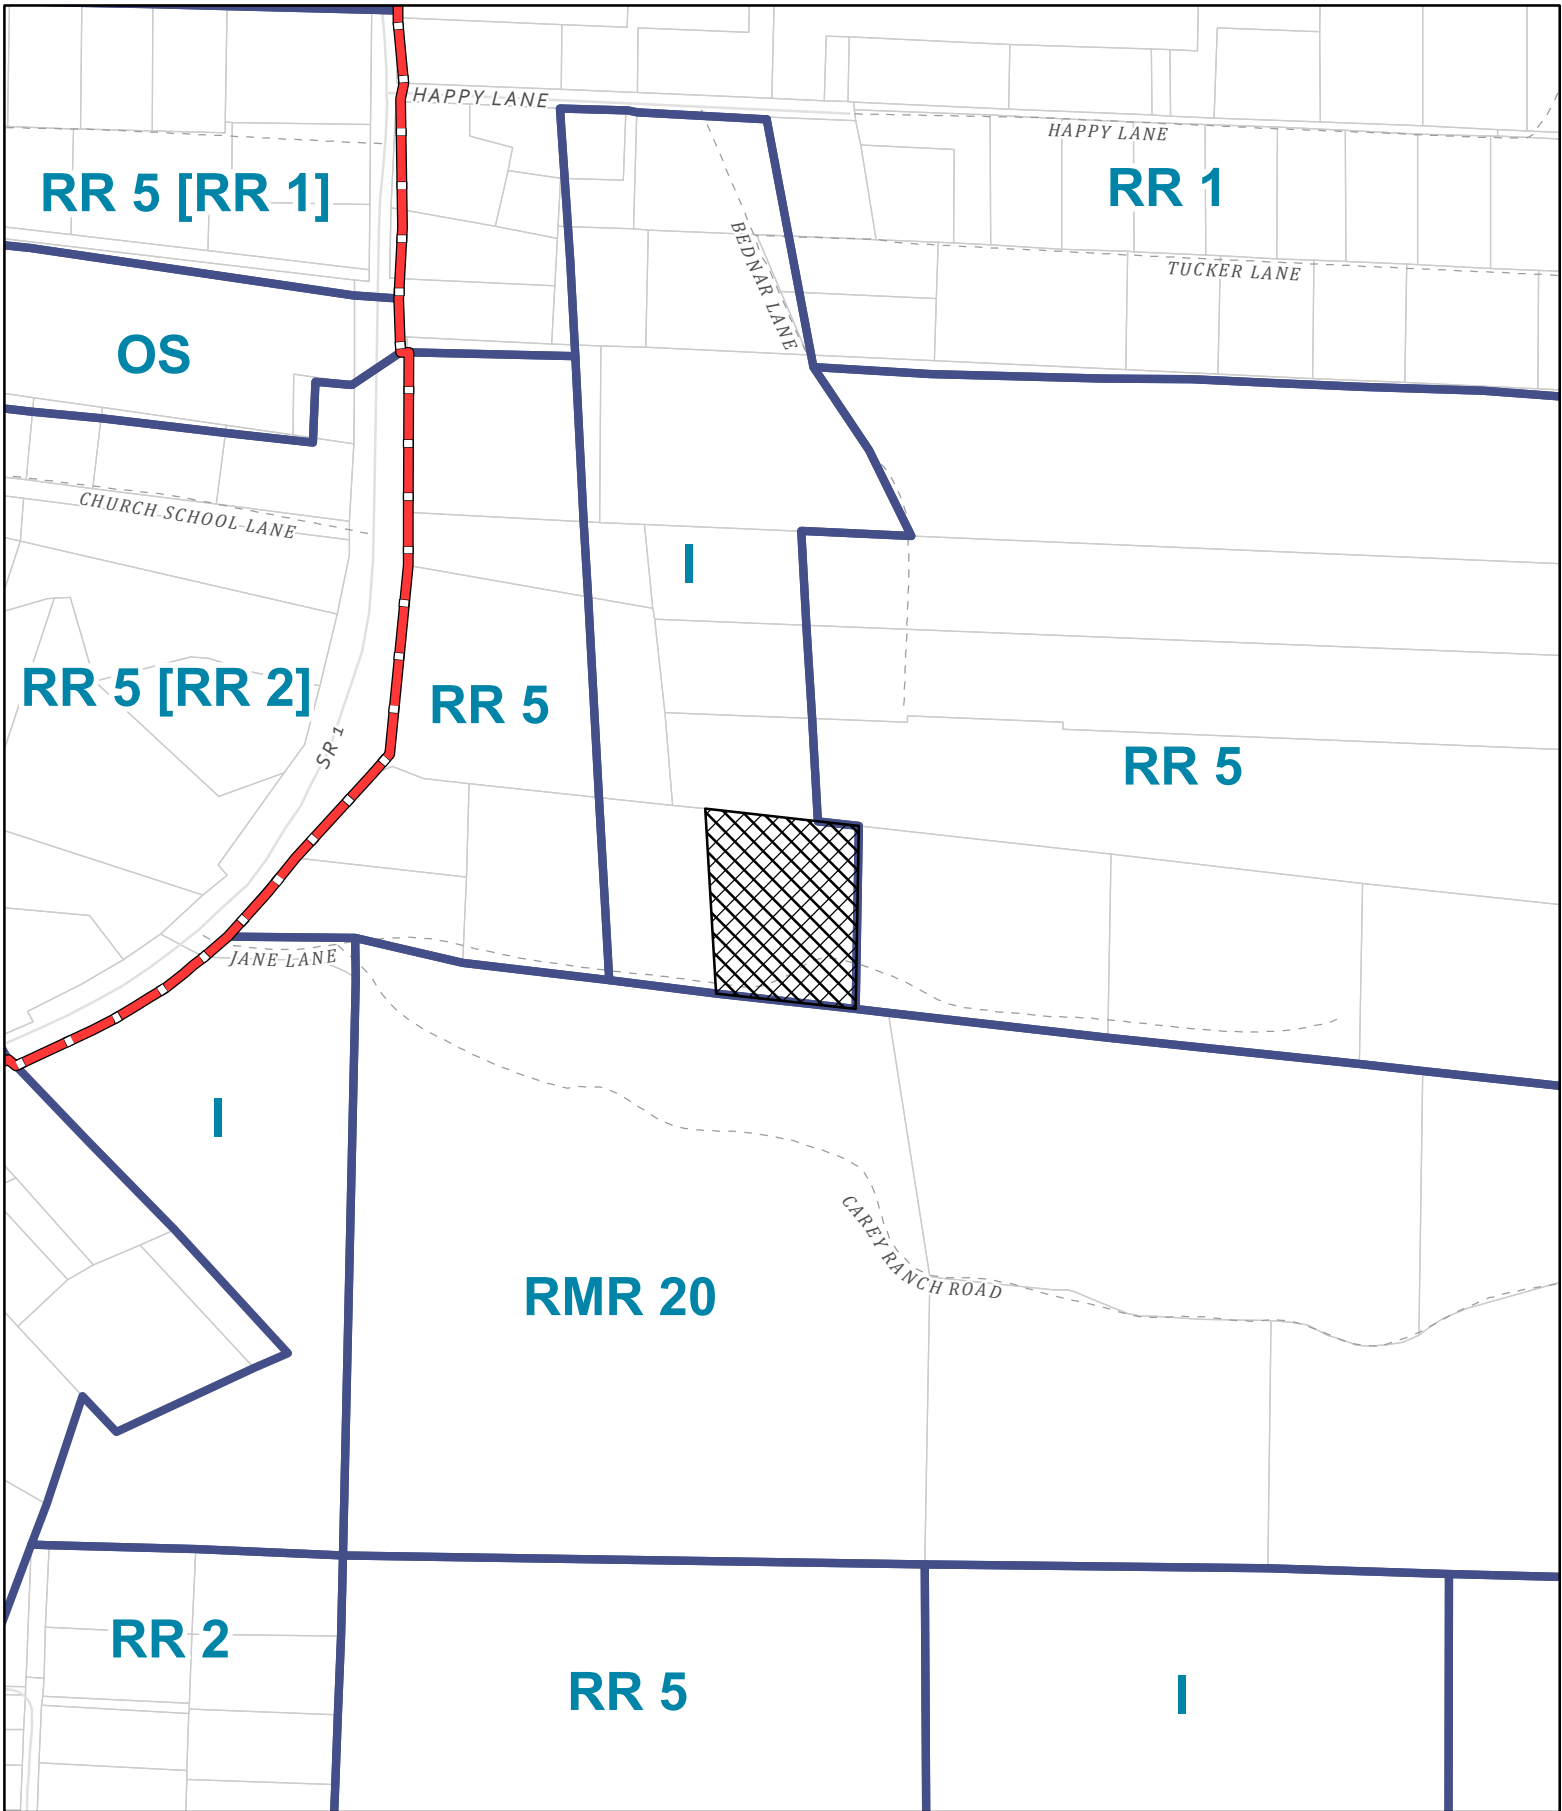 HAPPY LANE
HAPPY LANE
RR 5 [RR 1]
RR 1
BEDNAR LANE
TUCKER LANE
OS
CHURCH SCHOOL LANE
I
RR 5 [RR 2]
RR 5
SR 1
RR 5
JANE LANE
I
CAREY RANCH ROAD
RMR 20
RR 2
RR 5
I